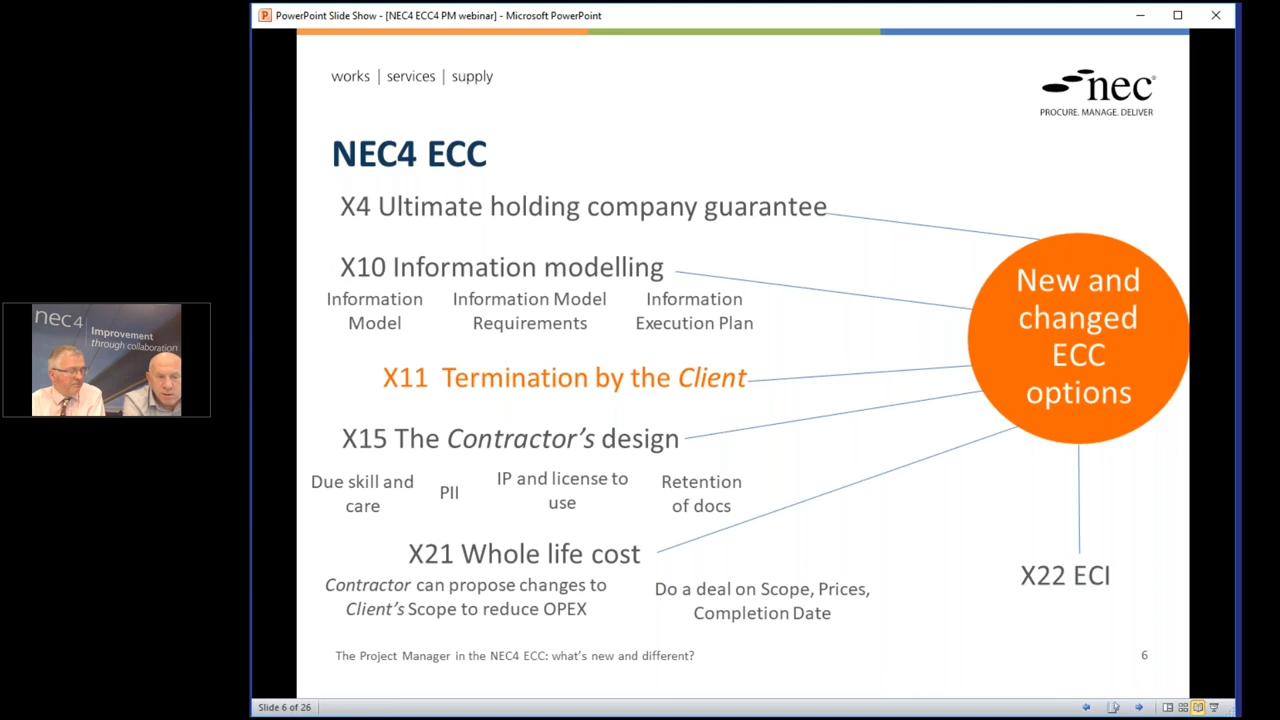 PowerPoint Slide Show - [NEC4 ECC4 PM webinar] - Microsoft PowerPoint
works | services | supply
nec®
PROCURE. MANAGE. DELIVER
NEC4 ECC
X4 Ultimate holding company guarantee
X10 Information modelling
Information Model
Information Model Requirements
Information Execution Plan
New and
changed
ECC
options
X11 Termination by the Client
X15 The Contractor's design
Due skill and care
PII
IP and license to use
Retention of docs
X21 Whole life cost
Contractor can propose changes to
Client's Scope to reduce OPEX
Do a deal on Scope, Prices,
Completion Date
X22 ECI
The Project Manager in the NEC4 ECC: what's new and different?
6
Slide 6 of 26
nec4
Improvement
through collaboration